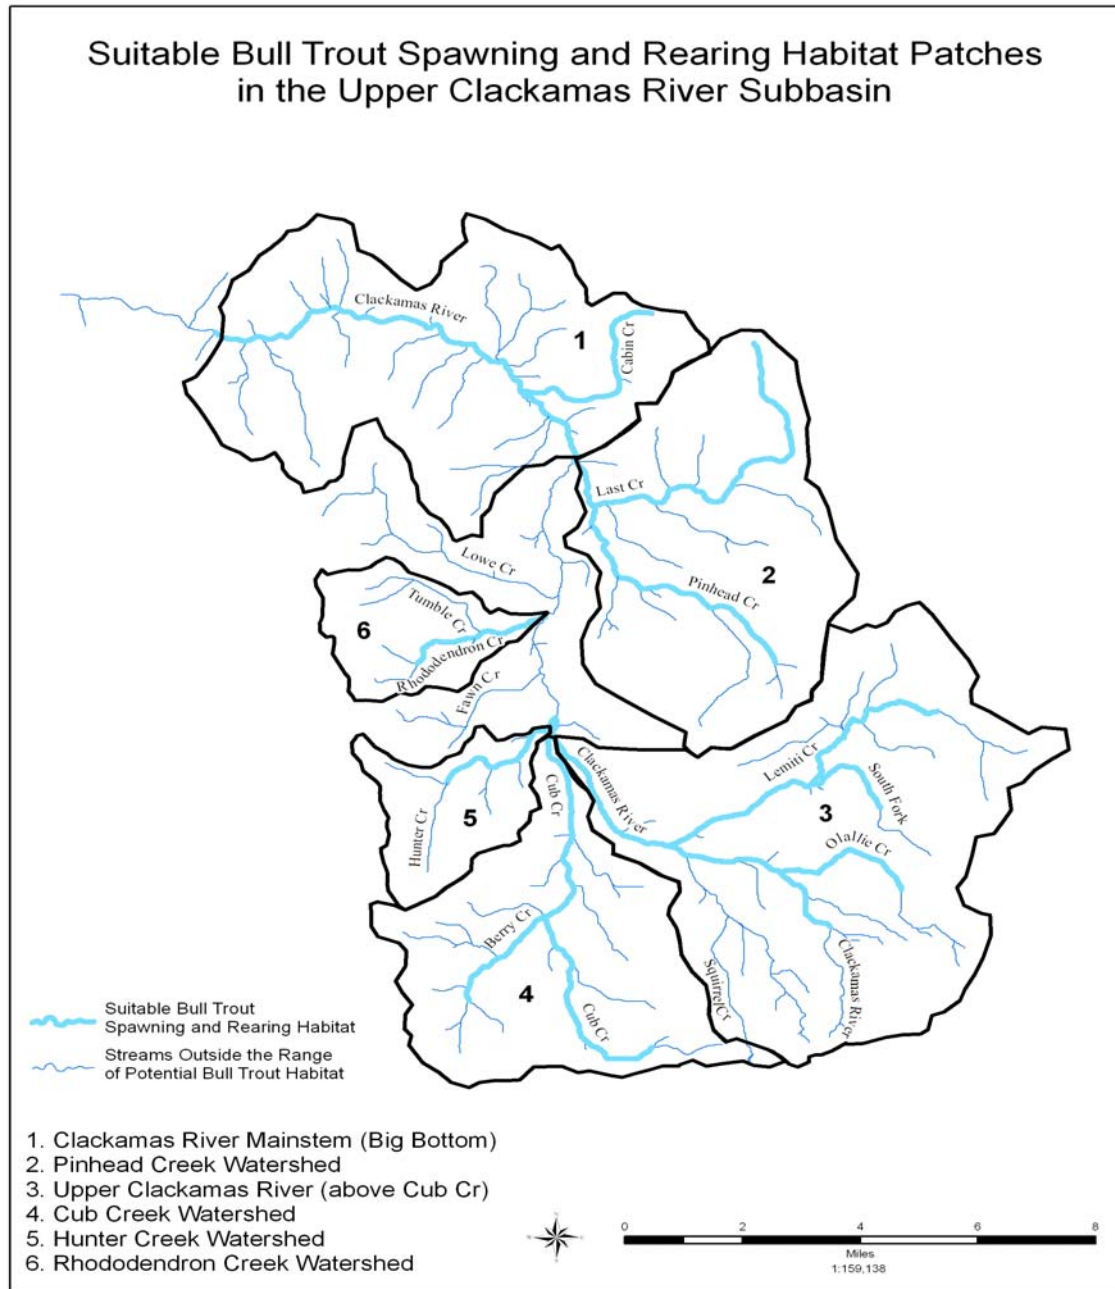 Suitable Bull Trout Spawning and Rearing Habitat Patches
in the Upper Clackamas River Subbasin
Clackamas River
1
Cabin Cr
Last Cr
Lowe Cr
2
Pinhead Cr
Tumble Cr
6
Rhododendron Cr
Fawn Cr
Clackamas River
Lemiti Cr
Cub Cr
South Fork
3
5
Hunter Cr
Olallie Cr
Berry Cr
Clackamas River
Squirrel Cr
4
Cub Cr
Suitable Bull Trout
Spawning and Rearing Habitat
Streams Outside the Range
of Potential Bull Trout Habitat
1. Clackamas River Mainstem (Big Bottom)
2. Pinhead Creek Watershed
3. Upper Clackamas River (above Cub Cr)
4. Cub Creek Watershed
5. Hunter Creek Watershed
6. Rhododendron Creek Watershed
0 2 4 6 8
Miles
1:159,138